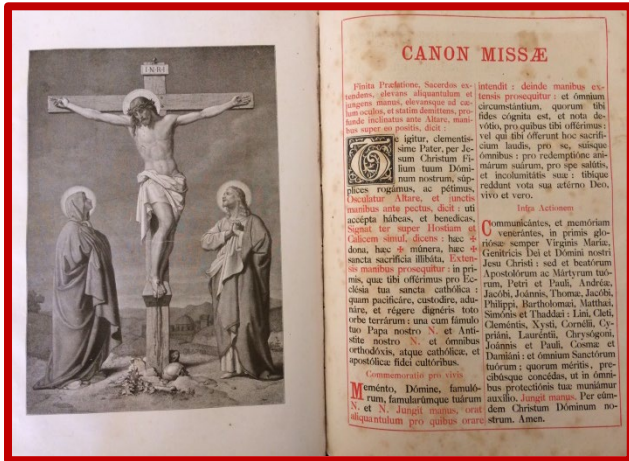 INRI
CANON MISSÆ
Finita Præfatione, Sacerdos ex-
tendens, elevans aliquantulum et
jungens manus, elevansque ad cæ-
lum oculos, et statim demittens, pro-
funde inclinatus ante Altare, mani-
bus super eo positis, dicit :
Te igitur, clementis-
sime Pater, per Je-
sum Christum Fi-
lium tuum Dómi-
num nostrum, súp-
plices rogámus, ac pétimus,
Osculatur Altare, et junctis
manibus ante pectus, dicit : uti
accépta hábeas, et benedícas,
Signat ter super Hostiam et
Calicem simul, dicens : hæc ✠
dona, hæc ✠ múnera, hæc ✠
sancta sacrifícia illibáta, Exten-
sis manibus prosequitur : in pri-
mis, quæ tibi offérimus pro Ec-
clésia tua sancta cathólica :
quam pacificáre, custodíre, adu-
náre, et régere dignéris toto
orbe terrárum : una cum fámulo
tuo Papa nostro N. et Anti-
stite nostro N. et ómnibus
orthodóxis, atque cathólicæ, et
apostólicæ fídei cultóribus.
Commemoratio pro vivis.
Meménto, Dómine, famuló-
rum, famularúmque tuárum
N. et N. Jungit manus, orat
aliquantulum pro quibus orare
intendit : deinde manibus ex-
tensis prosequitur : et ómnium
circumstántium, quorum tibi
fides cógnita est, et nota de-
vótio, pro quibus tibi offérimus :
vel qui tibi ófferunt hoc sacrifí-
cium laudis, pro se, suísque
ómnibus : pro redemptióne ani-
márum suárum, pro spe salútis,
et incolumitátis suæ : tibíque
reddunt vota sua ætérno Deo,
vivo et vero.
Infra Actionem
Communicántes, et memóriam
venerántes, in primis glo-
riósæ semper Vírginis Maríæ,
Genitrícis Dei et Dómini nostri
Jesu Christi : sed et beatórum
Apostolórum ac Mártyrum tuó-
rum, Petri et Pauli, Andréæ,
Jacóbi, Joánnis, Thomæ, Jacóbi,
Philíppi, Bartholomǽi, Matthǽi,
Simónis et Thaddǽi : Lini, Cleti,
Cleméntis, Xysti, Cornélii, Cy-
priáni, Lauréntii, Chrysógoni,
Joánnis et Pauli, Cosmæ et
Damiáni : et ómnium Sanctórum
tuórum ; quorum méritis, pre-
cibúsque concédas, ut in ómni-
bus protectiónis tuæ muniámur
auxílio. Jungit manus. Per eúm-
dem Christum Dóminum no-
strum. Amen.